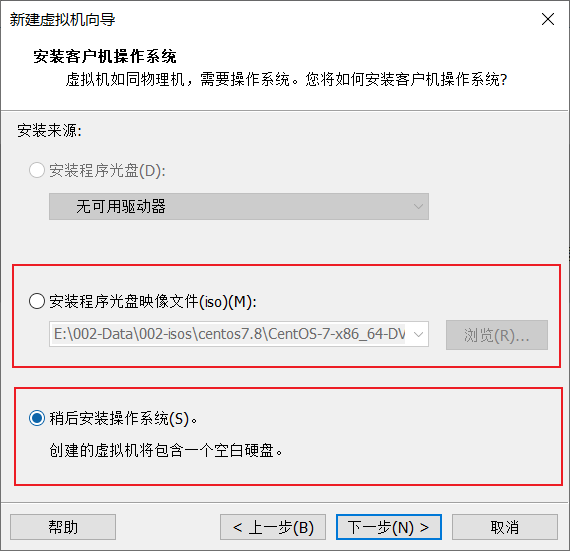 新建虚拟机向导
安装客户机操作系统
虚拟机如同物理机，需要操作系统。您将如何安装客户机操作系统?
安装来源:
安装程序光盘(D):
无可用驱动器
安装程序光盘映像文件(iso)(M):
E:\002-Data\002-isos\centos7.8\CentOS-7-x86_64-DV
浏览(R)...
稍后安装操作系统(S)。
创建的虚拟机将包含一个空白硬盘。
帮助
< 上一步(B)
下一步(N) >
取消